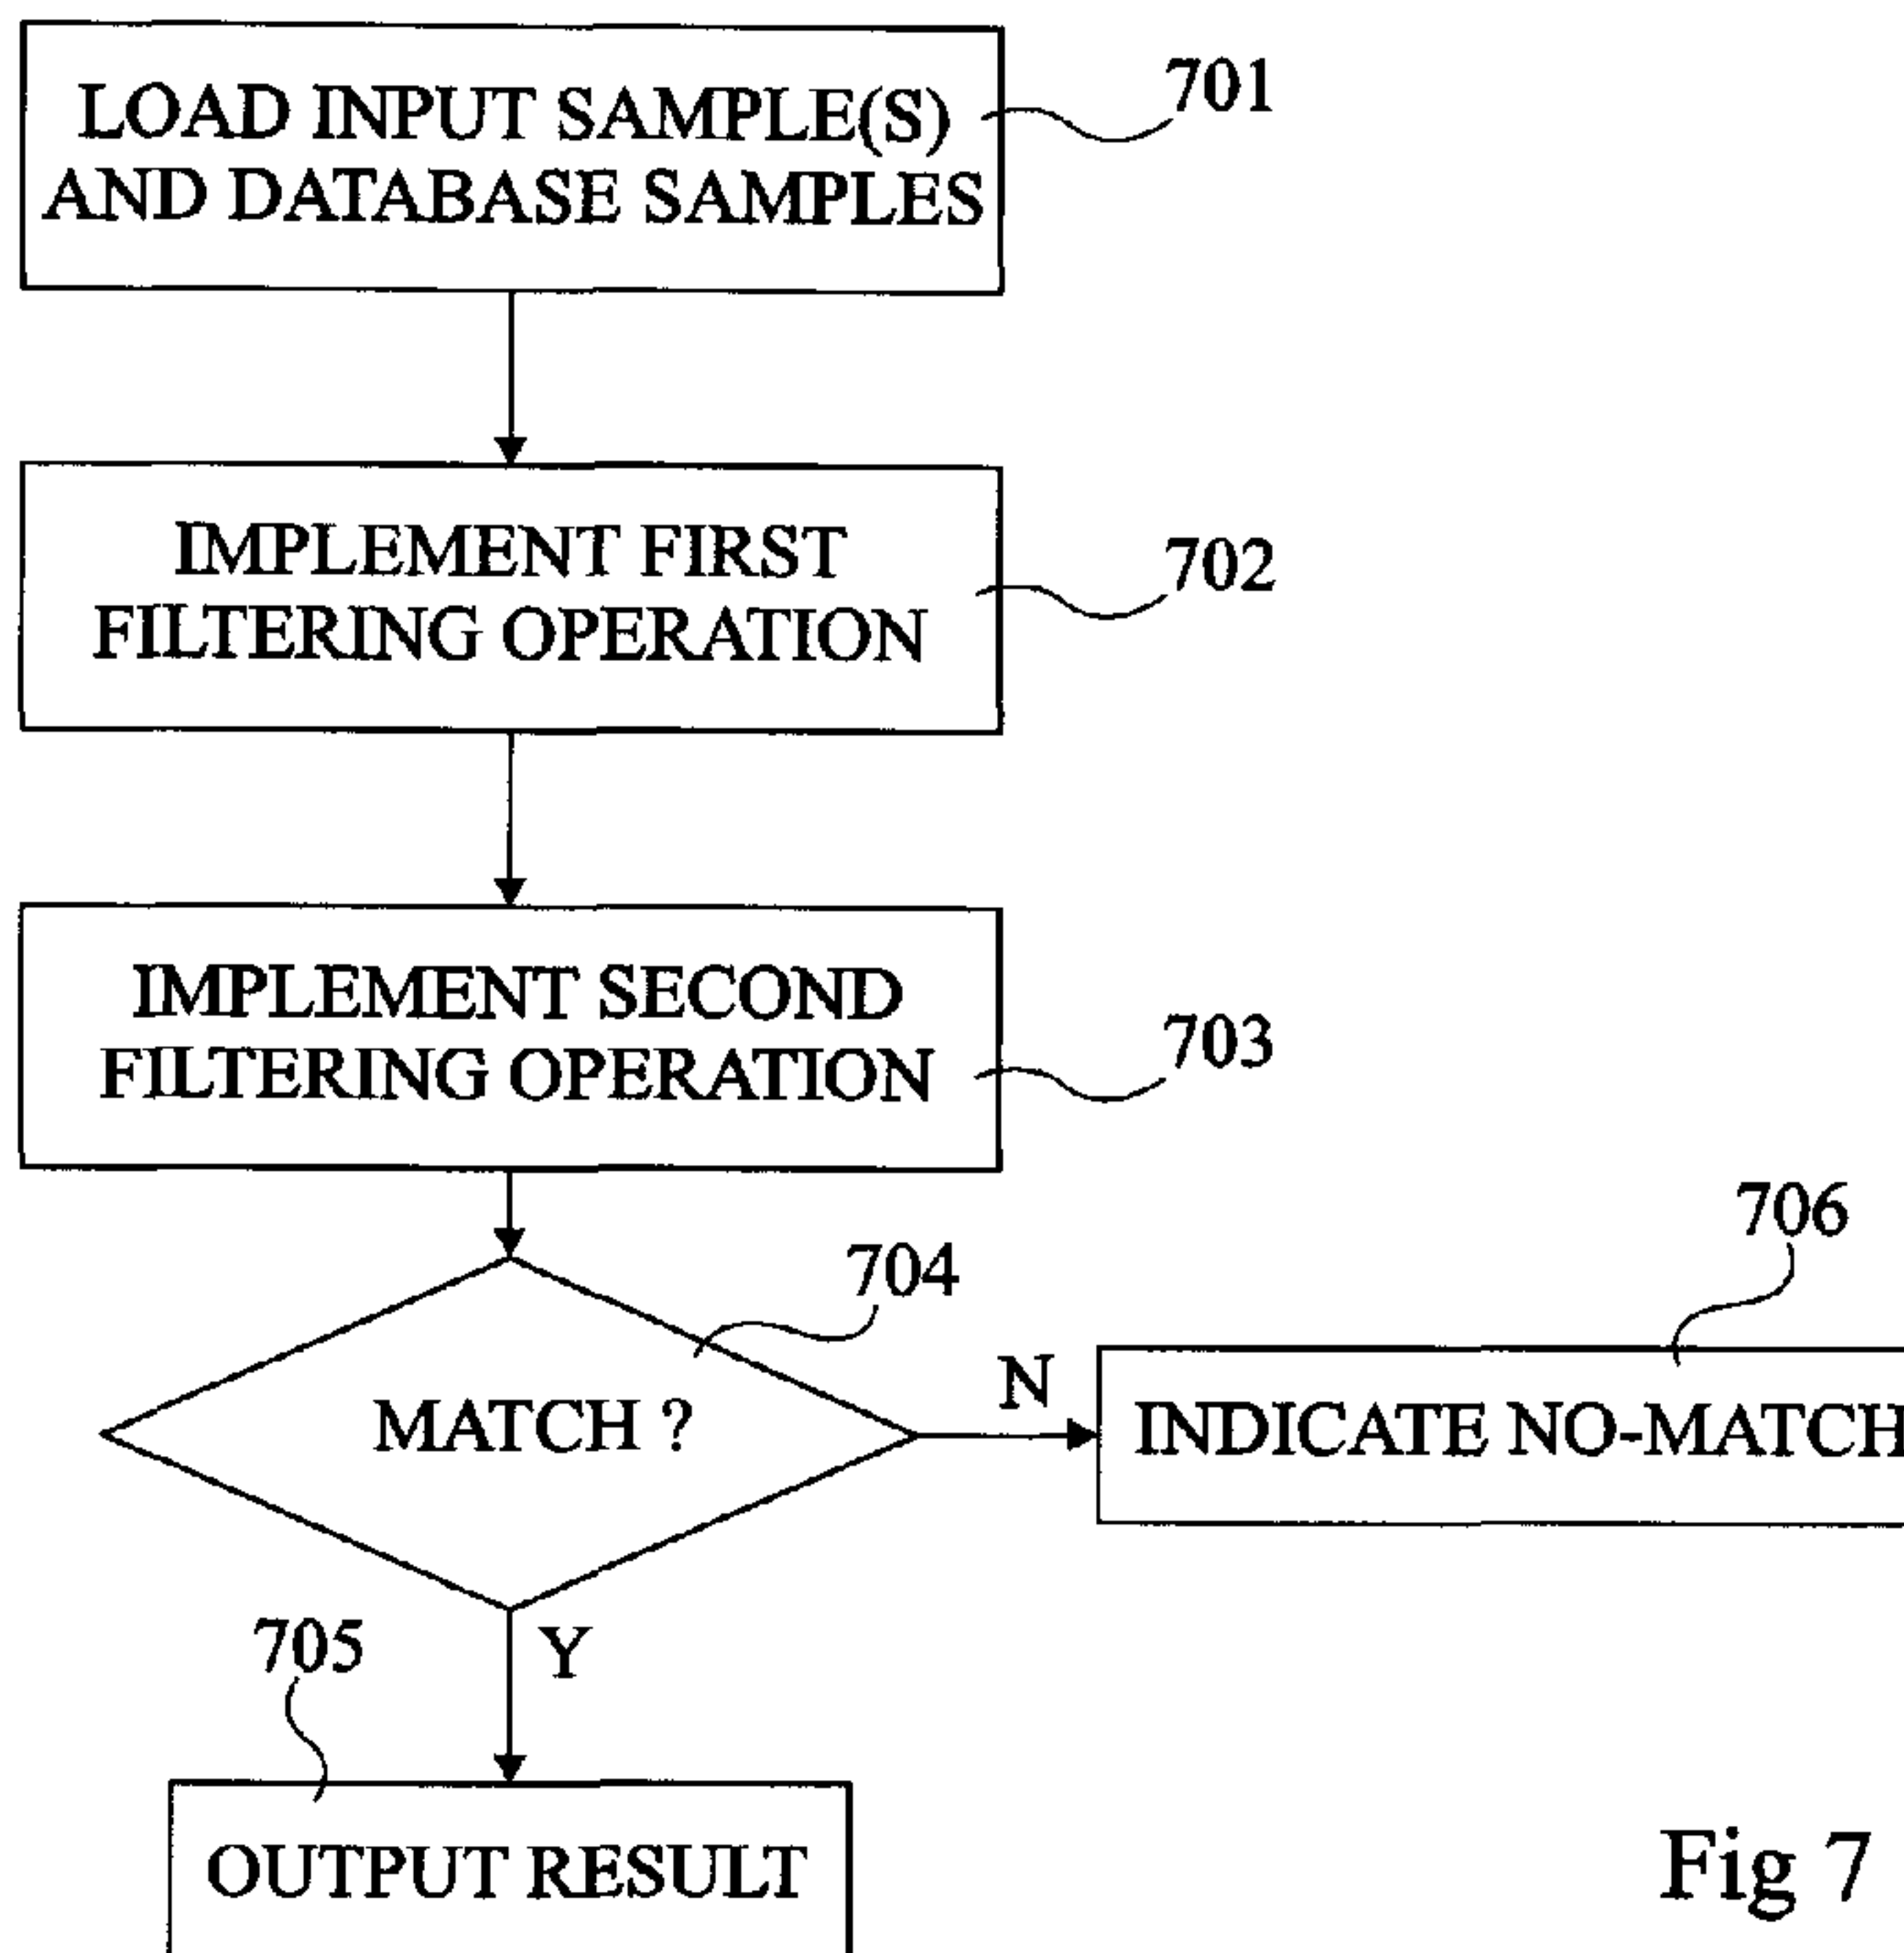 LOAD INPUT SAMPLE(S)
AND DATABASE SAMPLES
701
IMPLEMENT FIRST
FILTERING OPERATION
702
IMPLEMENT SECOND
FILTERING OPERATION
703
704
706
MATCH ?
N
INDICATE NO-MATCH
705
Y
OUTPUT RESULT
Fig 7